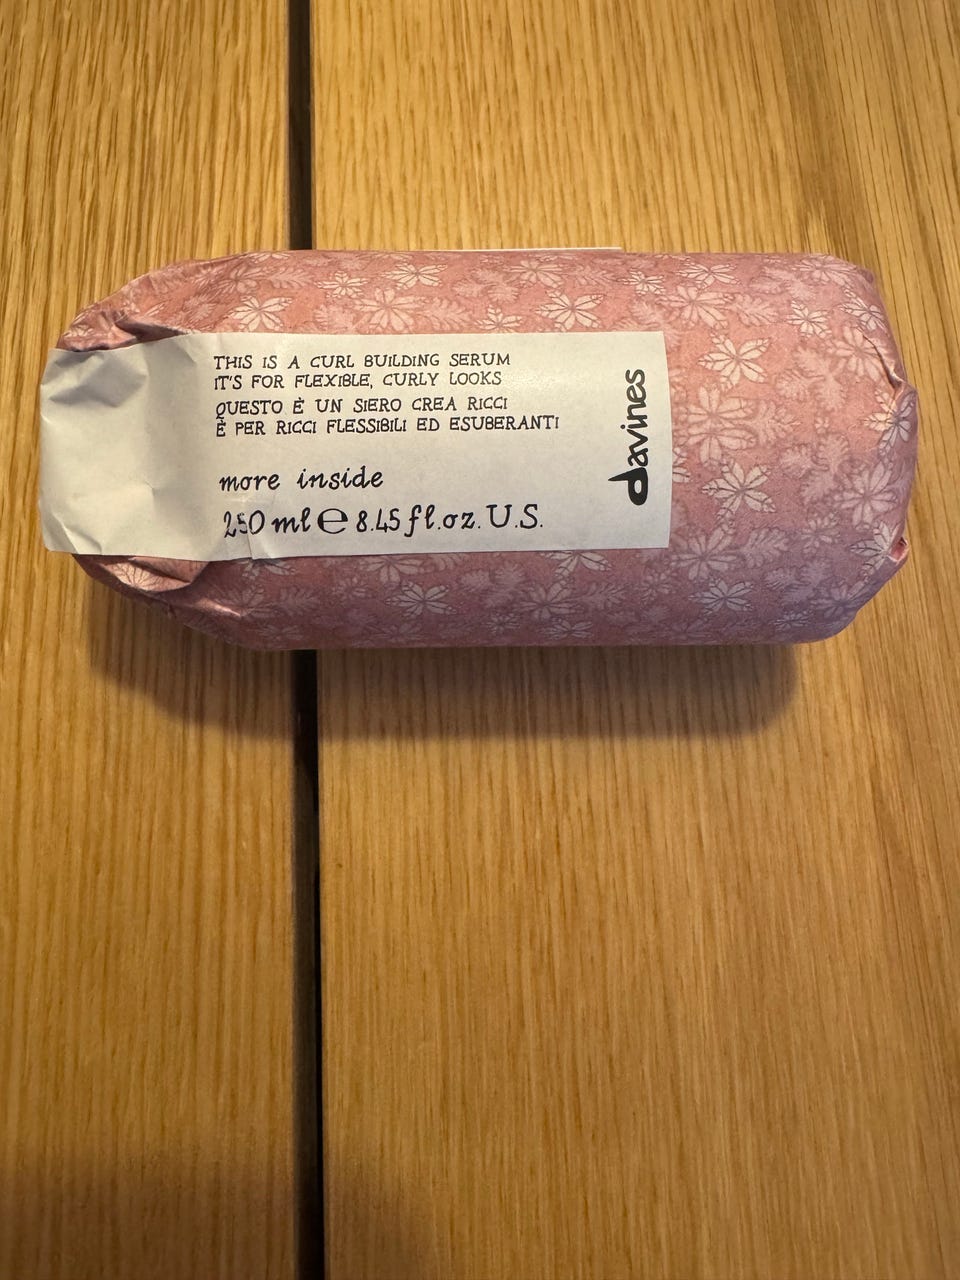 THIS IS A CURL BUILDING SERUM
IT'S FOR FLEXIBLE, CURLY LOOKS
QUESTO È UN SIERO CREA RICCI
È PER RICCI FLESSIBILI ED ESUBERANTI
more inside
250 ml ℮ 8.45 fl.oz. U.S.
davines